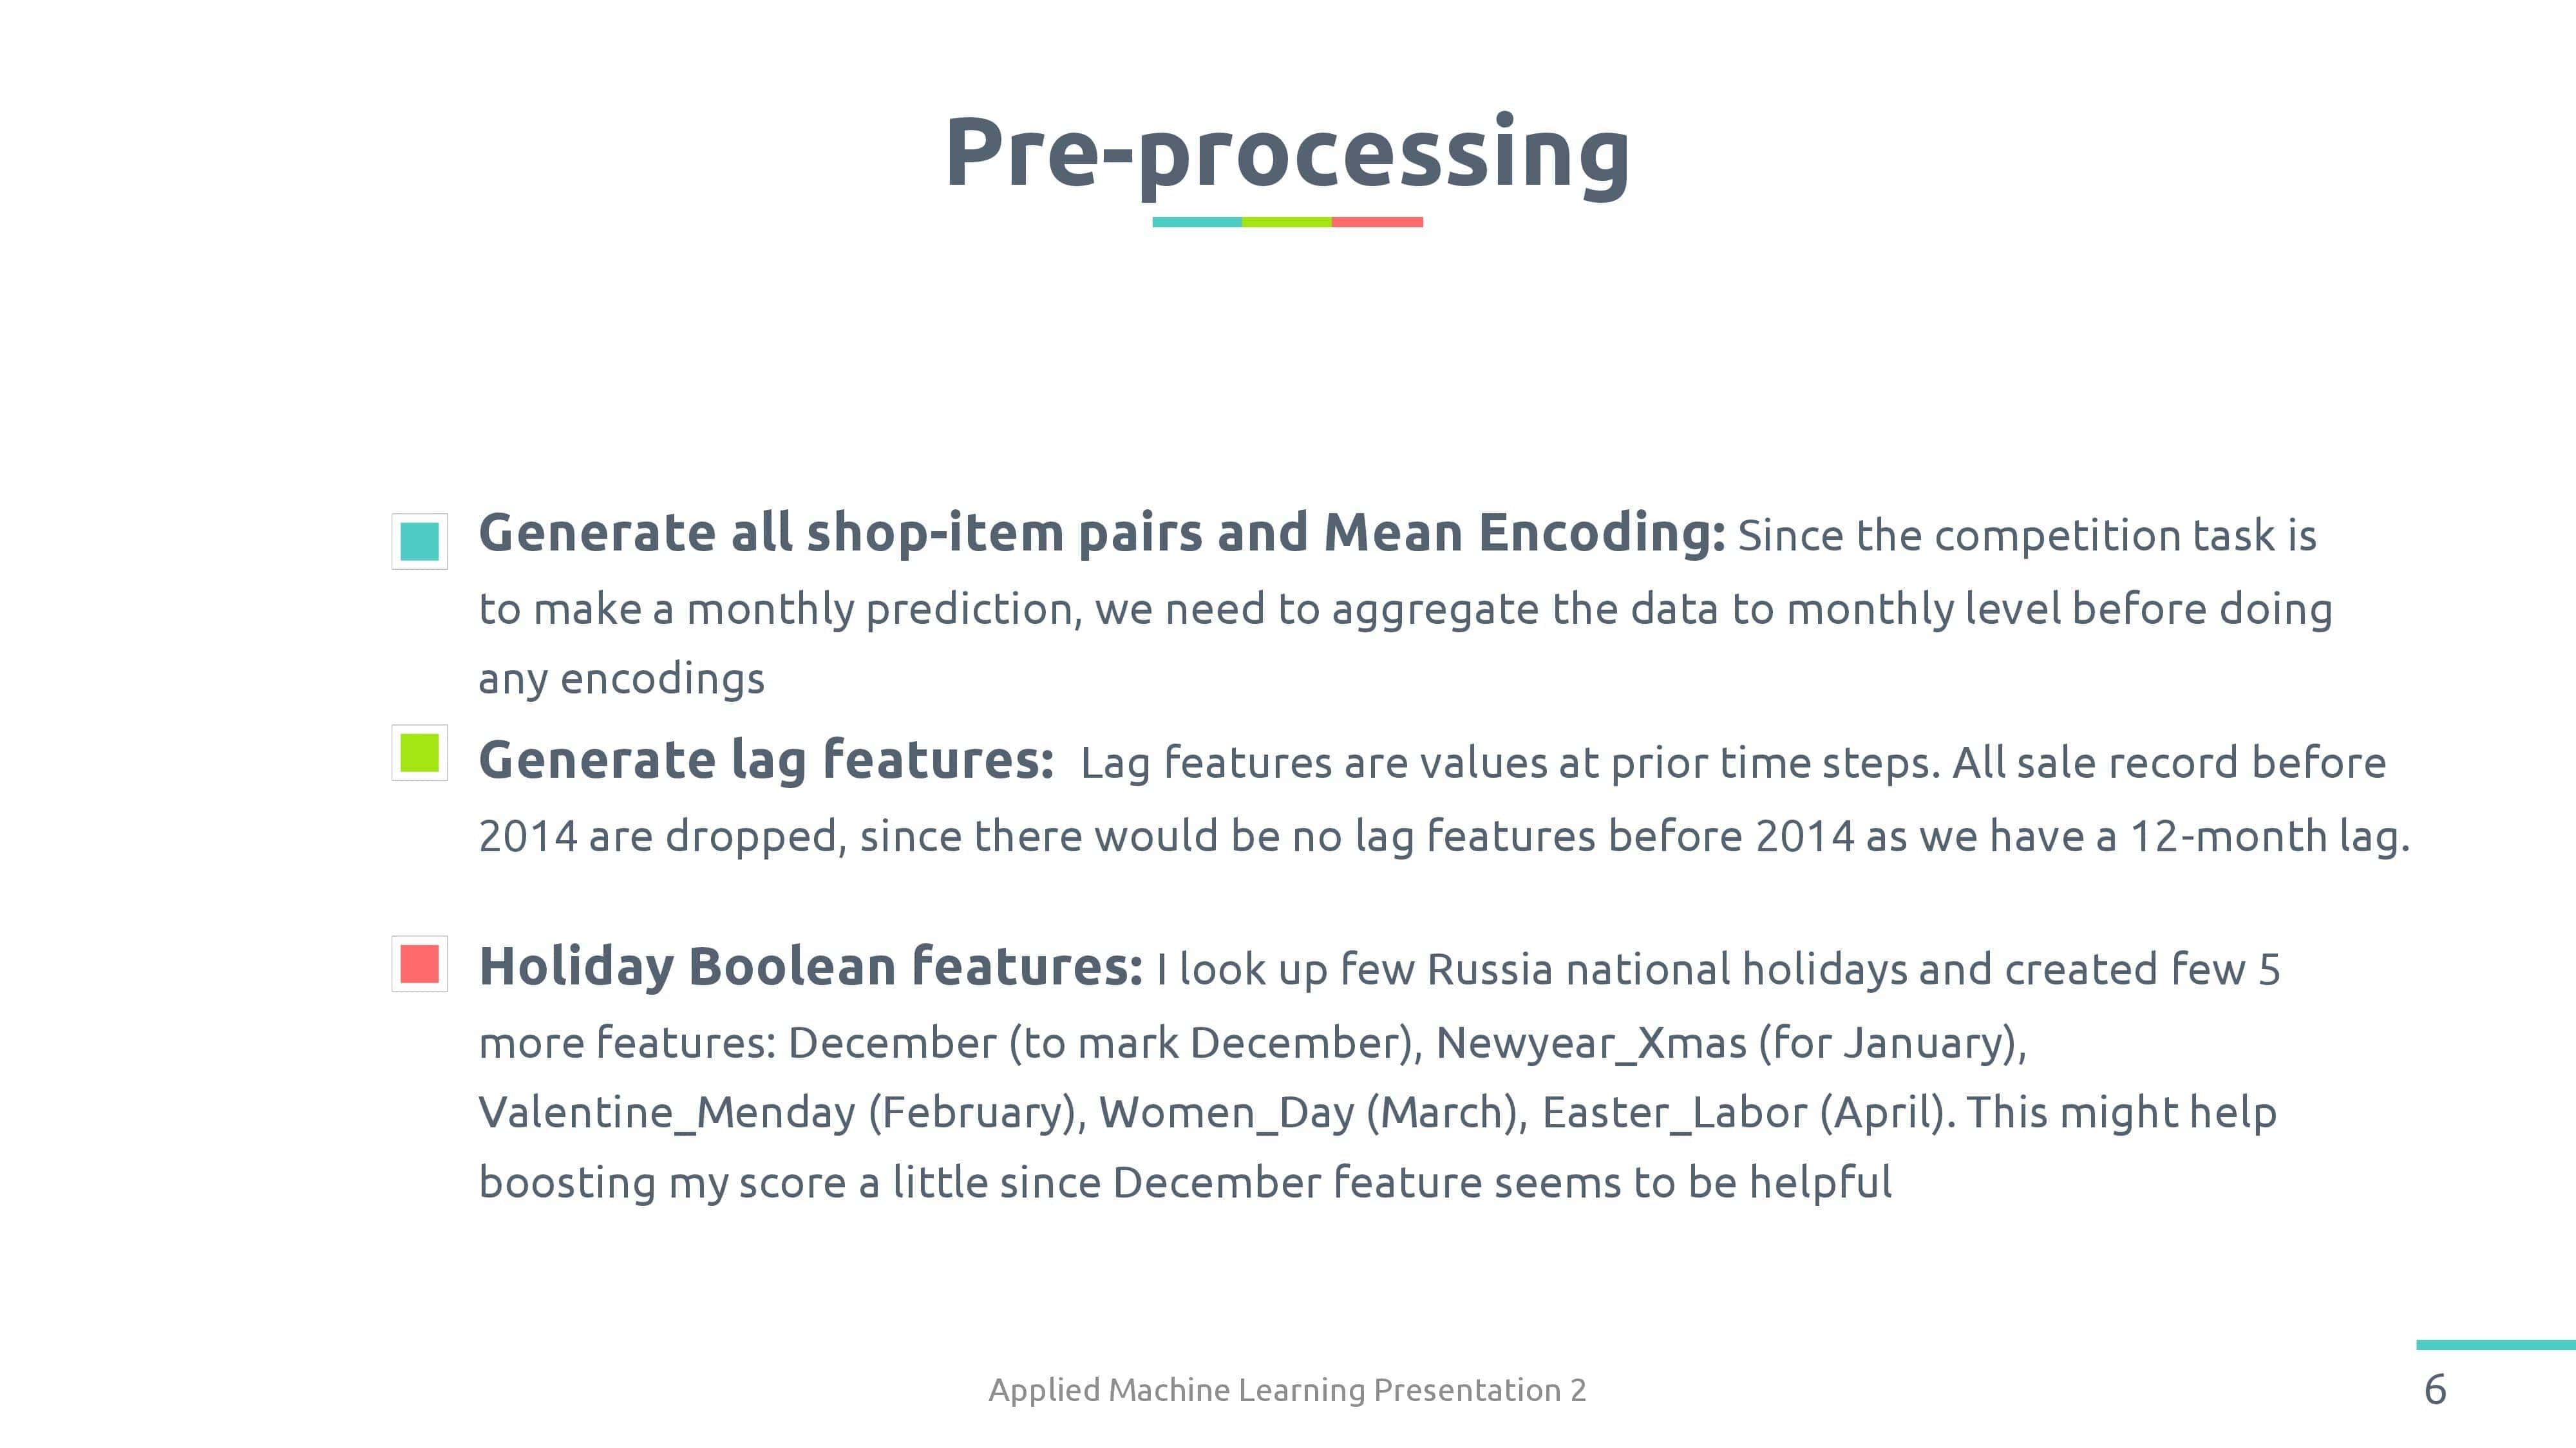 Pre-processing
Generate all shop-item pairs and Mean Encoding: Since the competition task is
to make a monthly prediction, we need to aggregate the data to monthly level before doing
any encodings
Generate lag features:  Lag features are values at prior time steps. All sale record before
2014 are dropped, since there would be no lag features before 2014 as we have a 12-month lag.
Holiday Boolean features: I look up few Russia national holidays and created few 5
more features: December (to mark December), Newyear_Xmas (for January),
Valentine_Menday (February), Women_Day (March), Easter_Labor (April). This might help
boosting my score a little since December feature seems to be helpful
Applied Machine Learning Presentation 2
6